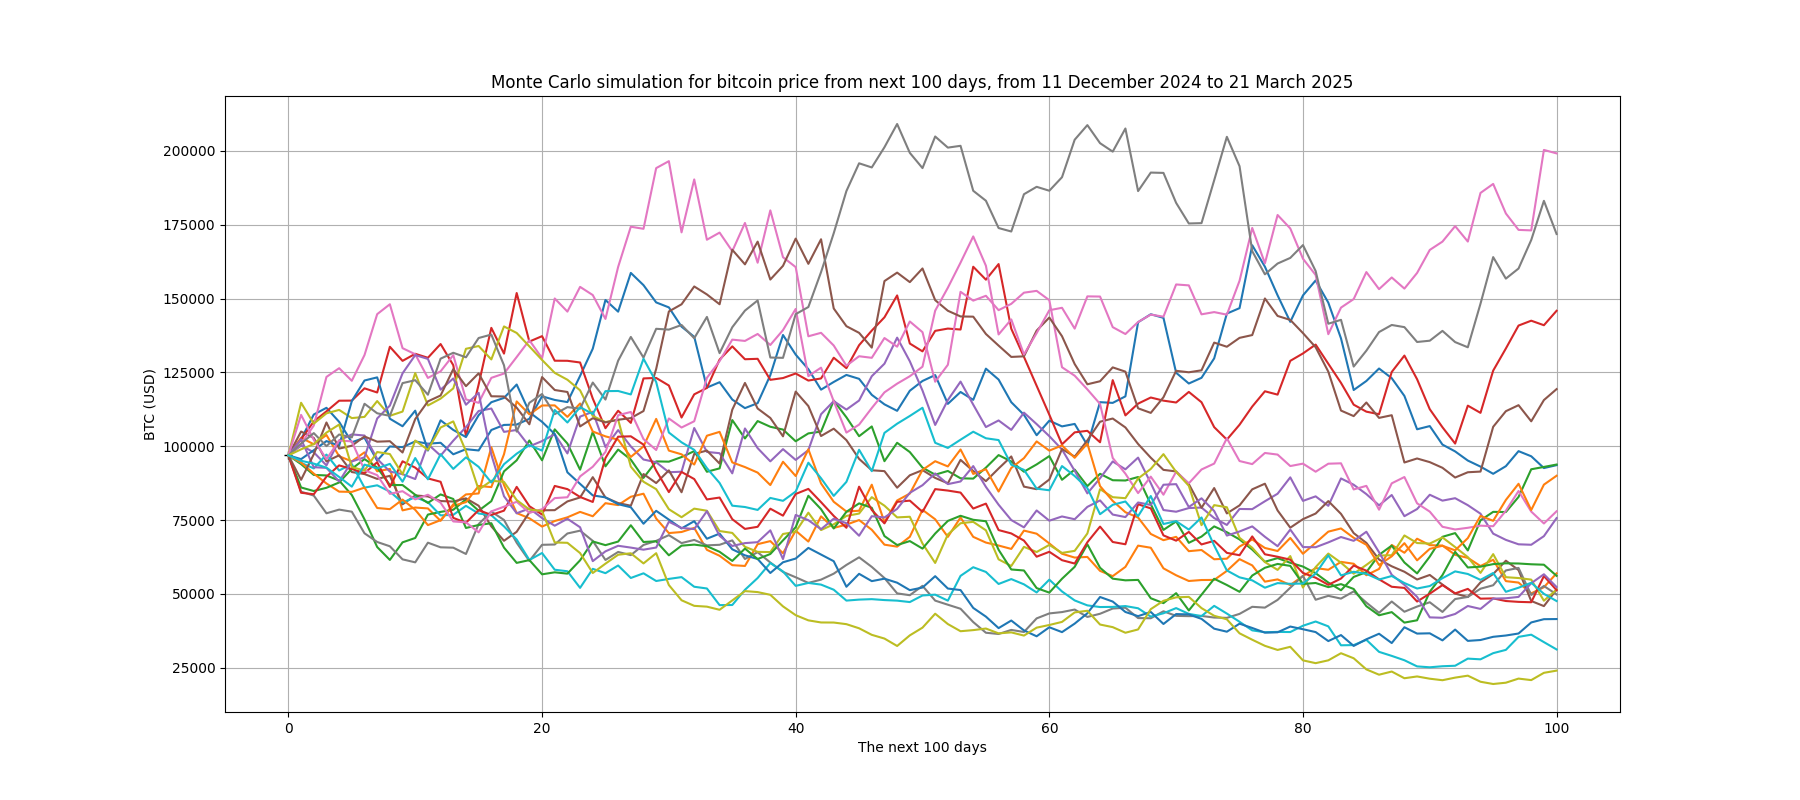 Monte Carlo simulation for bitcoin price from next 100 days, from 11 December 2024 to 21 March 2025
200000
175000
150000
125000
100000
75000
50000
25000
BTC (USD)
0 20 40 60 80 100
The next 100 days